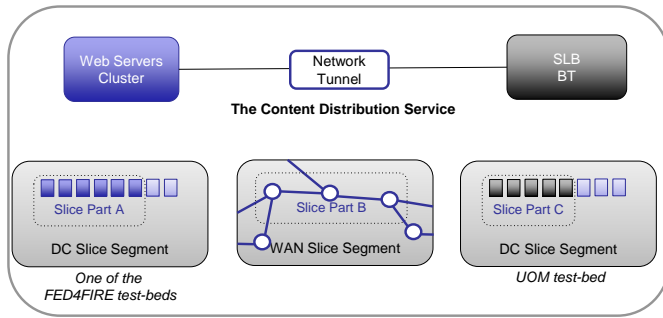 Web Servers
Cluster
Network
Tunnel
SLB
BT
The Content Distribution Service
Slice Part A
DC Slice Segment
One of the
FED4FIRE test-beds
Slice Part B
WAN Slice Segment
Slice Part C
DC Slice Segment
UOM test-bed